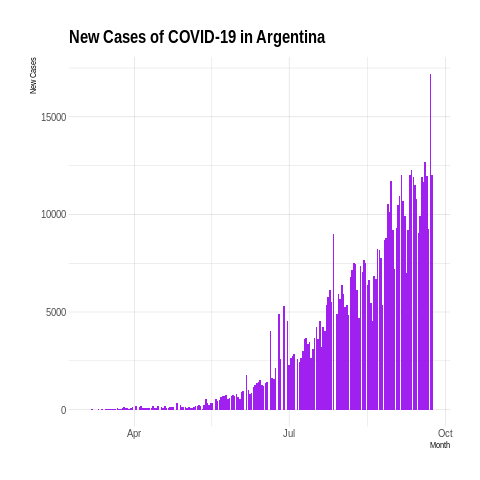 New Cases of COVID-19 in Argentina
New Cases
15000
10000
5000
0
Apr
Jul
Oct
Month